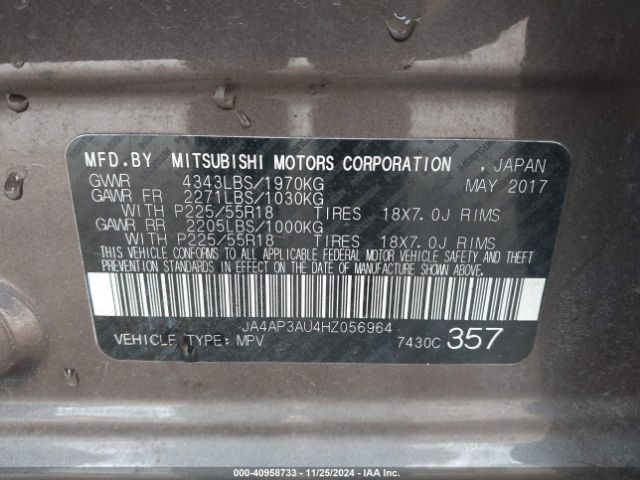 MFD.BY MITSUBISHI MOTORS CORPORATION , JAPAN
GVWR 4343LBS/1970KG MAY 2017
GAWR FR 2271LBS/1030KG
WITH P225/55R18 TIRES 18X7.0J RIMS
GAWR RR 2205LBS/1000KG
WITH P225/55R18 TIRES 18X7.0J RIMS
THIS VEHICLE CONFORMS TO ALL APPLICABLE FEDERAL MOTOR VEHICLE SAFETY AND THEFT
PREVENTION STANDARDS IN EFFECT ON THE DATE OF MANUFACTURE SHOWN ABOVE.
JA4AP3AU4HZ056964
VEHICLE TYPE: MPV 7430C 357
000-40958733 - 11/25/2024 - IAA Inc.